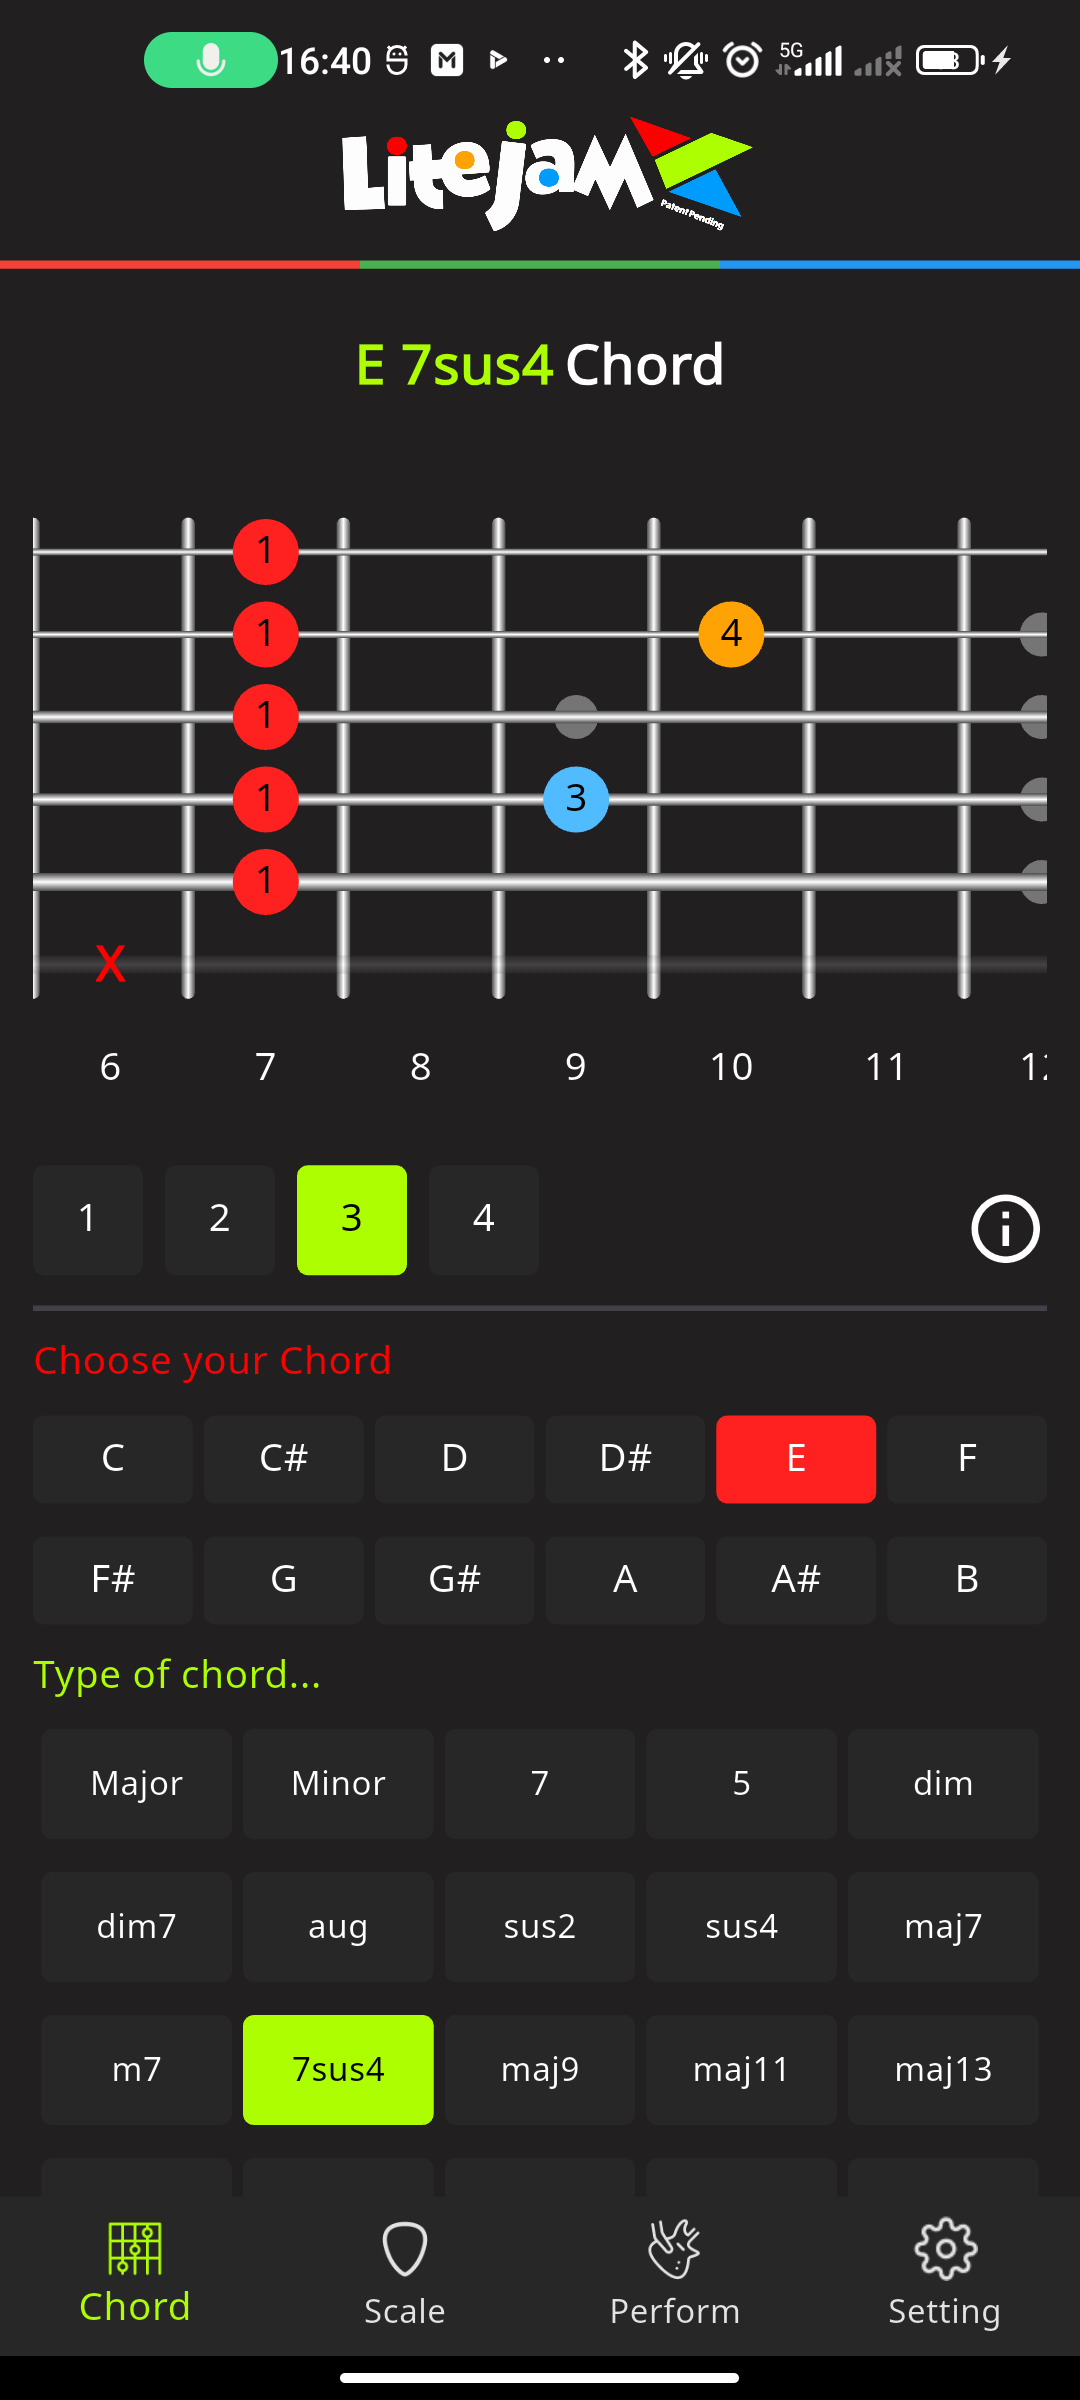 16:40
5G
Litejam
Patent Pending
E 7sus4 Chord
1
1 4
1
1 3
1
X
6 7 8 9 10 11
1 2 3 4
Choose your Chord
C C# D D# E F
F# G G# A A# B
Type of chord...
Major Minor 7 5 dim
dim7 aug sus2 sus4 maj7
m7 7sus4 maj9 maj11 maj13
Chord Scale Perform Setting